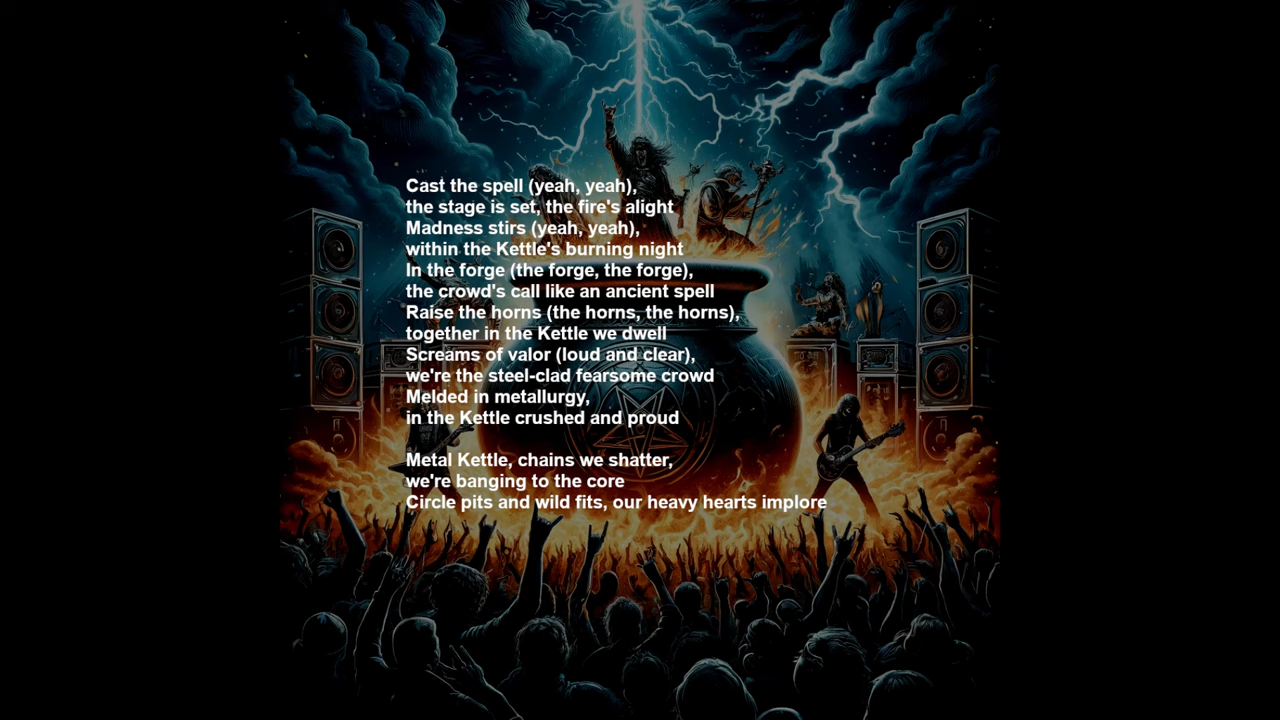 Cast the spell (yeah, yeah),
the stage is set, the fire's alight
Madness stirs (yeah, yeah),
within the Kettle's burning night
In the forge (the forge, the forge),
the crowd's call like an ancient spell
Raise the horns (the horns, the horns),
together in the Kettle we dwell
Screams of valor (loud and clear),
we're the steel-clad fearsome crowd
Melded in metallurgy,
in the Kettle crushed and proud
Metal Kettle, chains we shatter,
we're banging to the core
Circle pits and wild fits, our heavy hearts implore